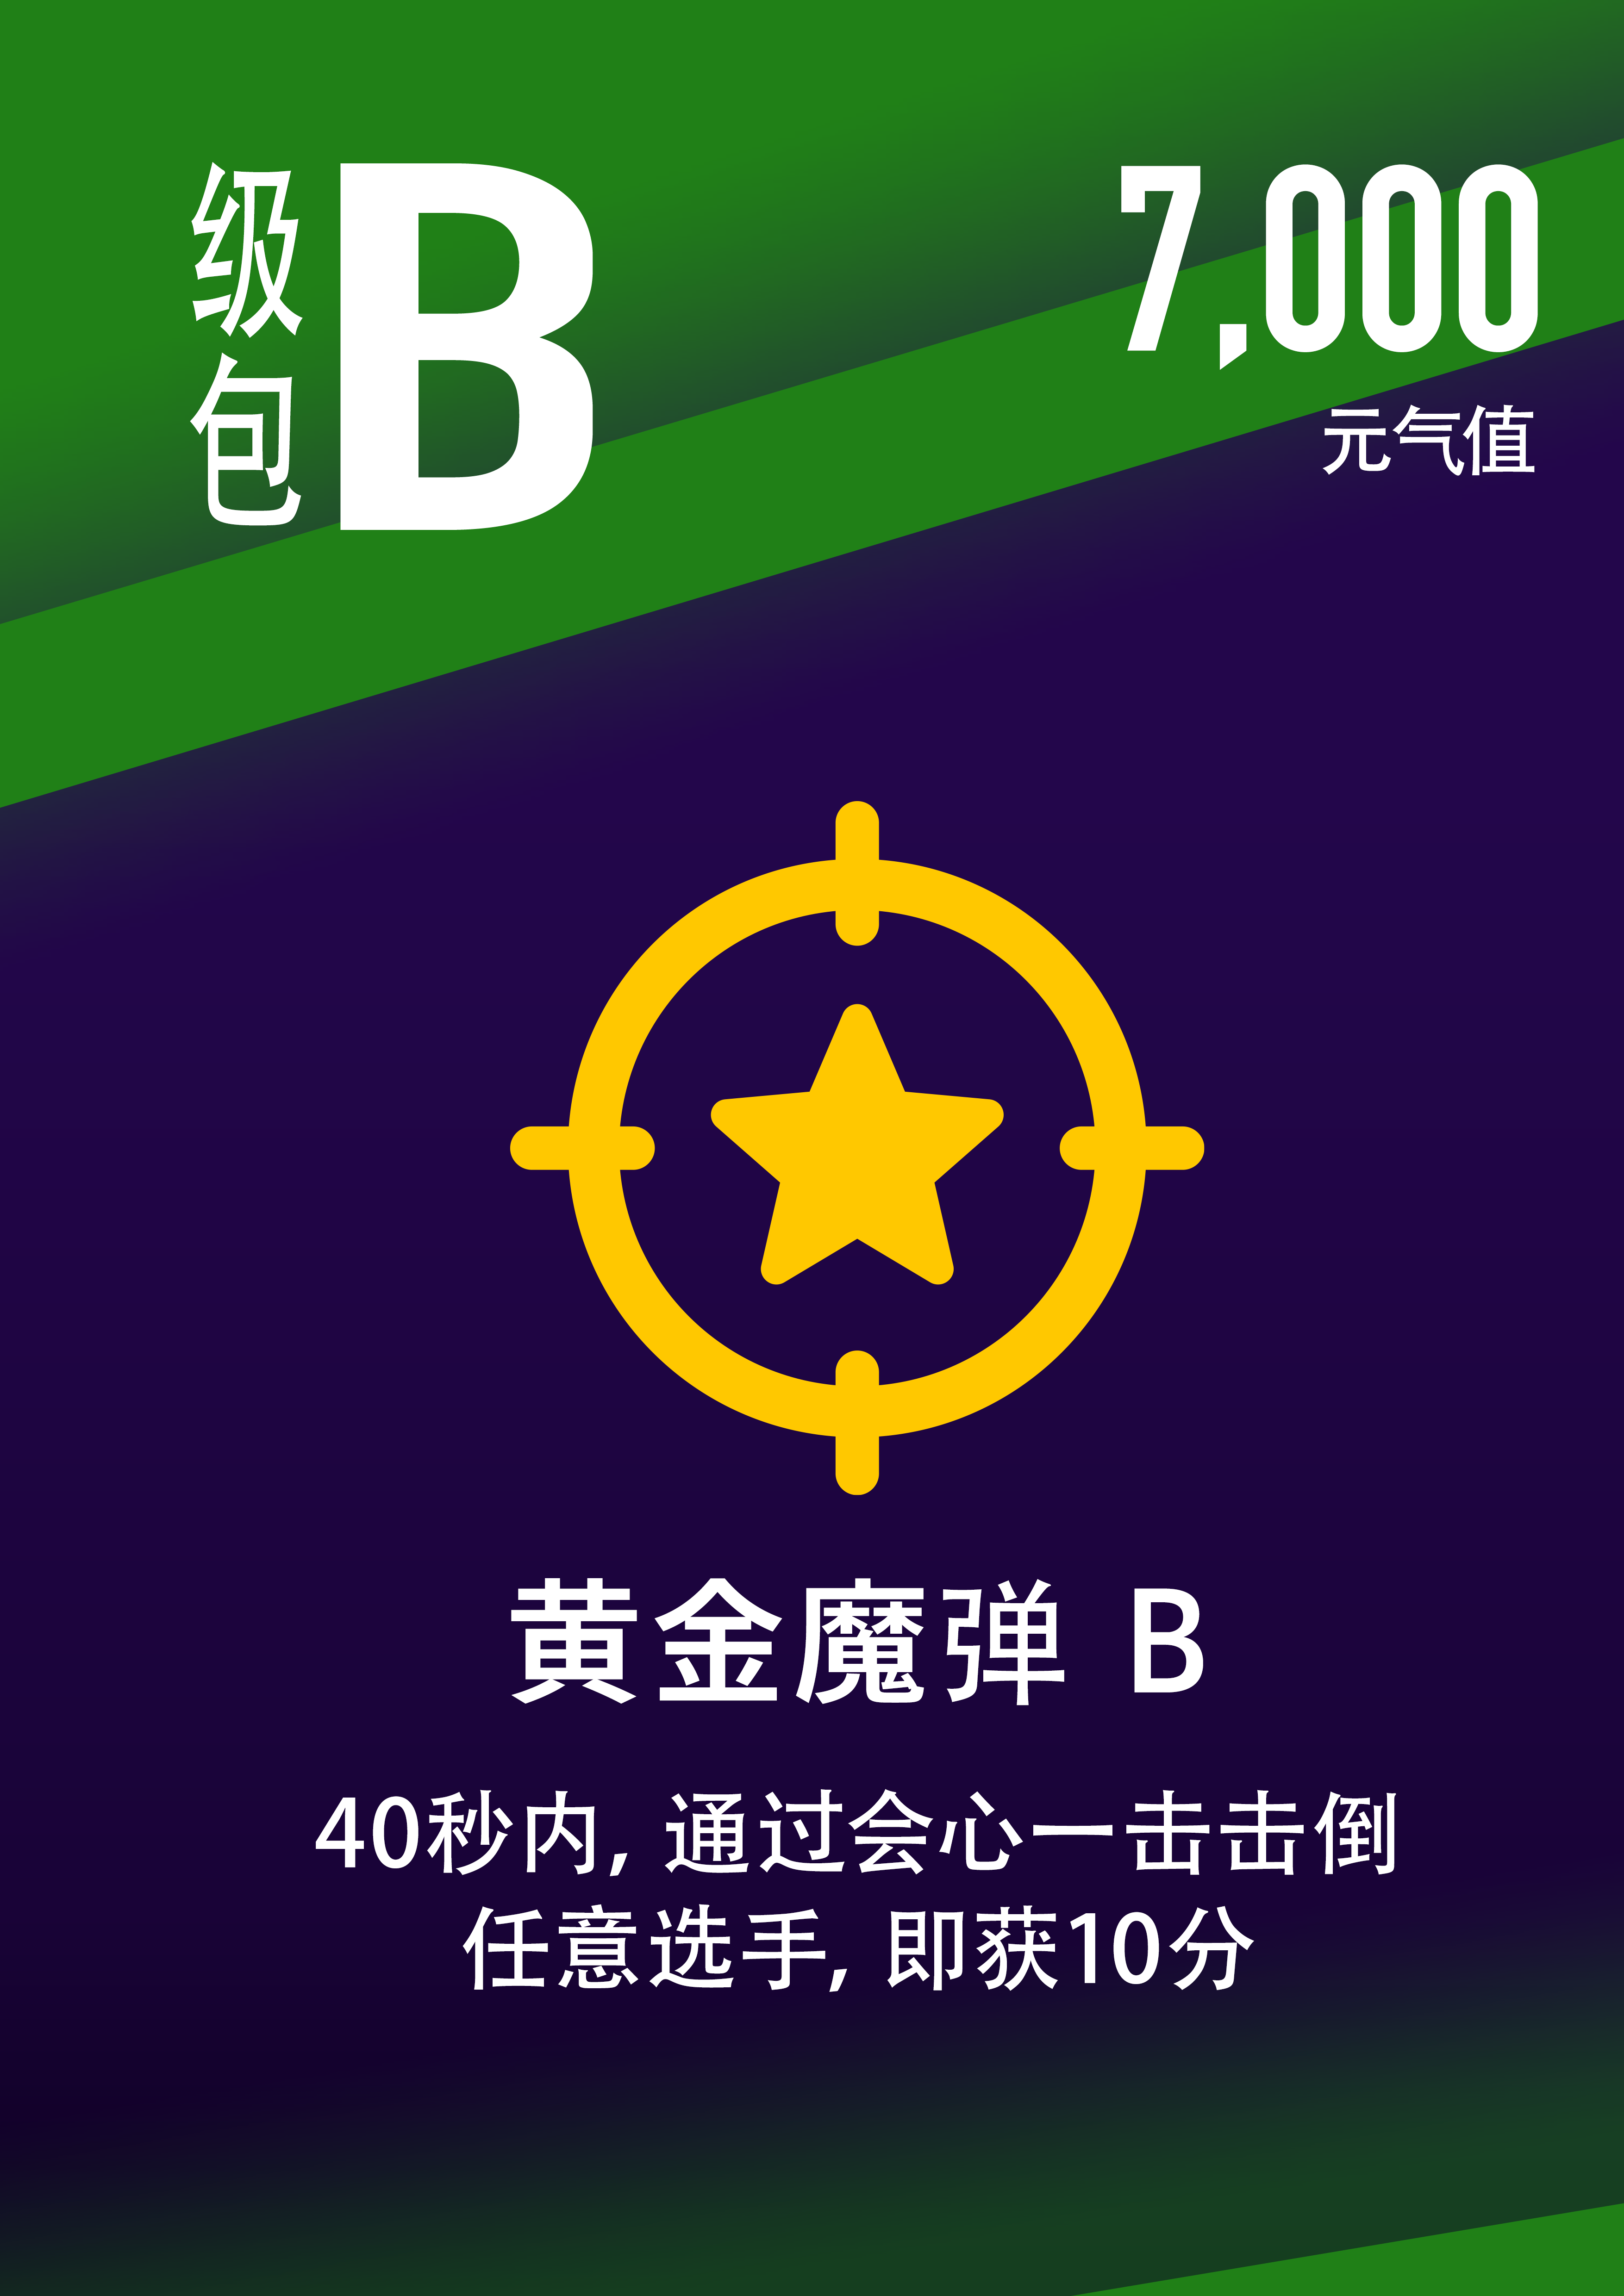 级包
B
7,000
元气值
黄金魔弹 B
40秒内, 通过会心一击击倒
任意选手, 即获10分